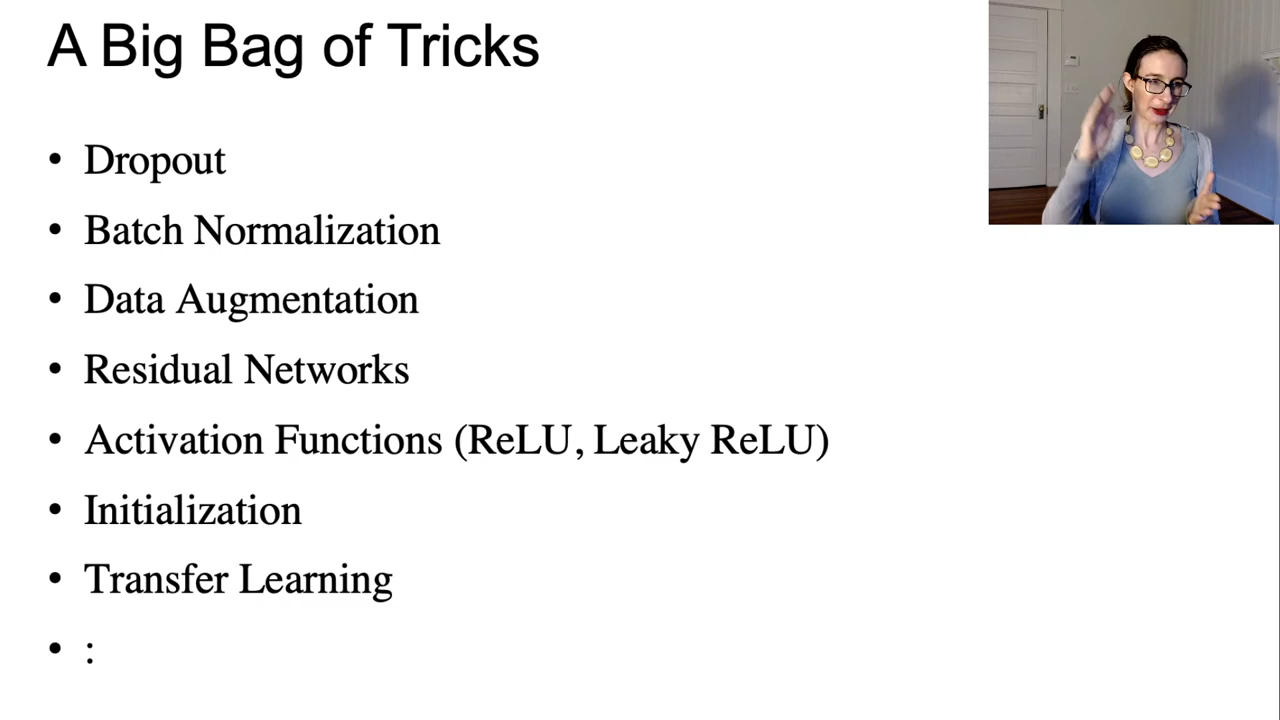 A Big Bag of Tricks
• Dropout
• Batch Normalization
• Data Augmentation
• Residual Networks
• Activation Functions (ReLU, Leaky ReLU)
• Initialization
• Transfer Learning
• :